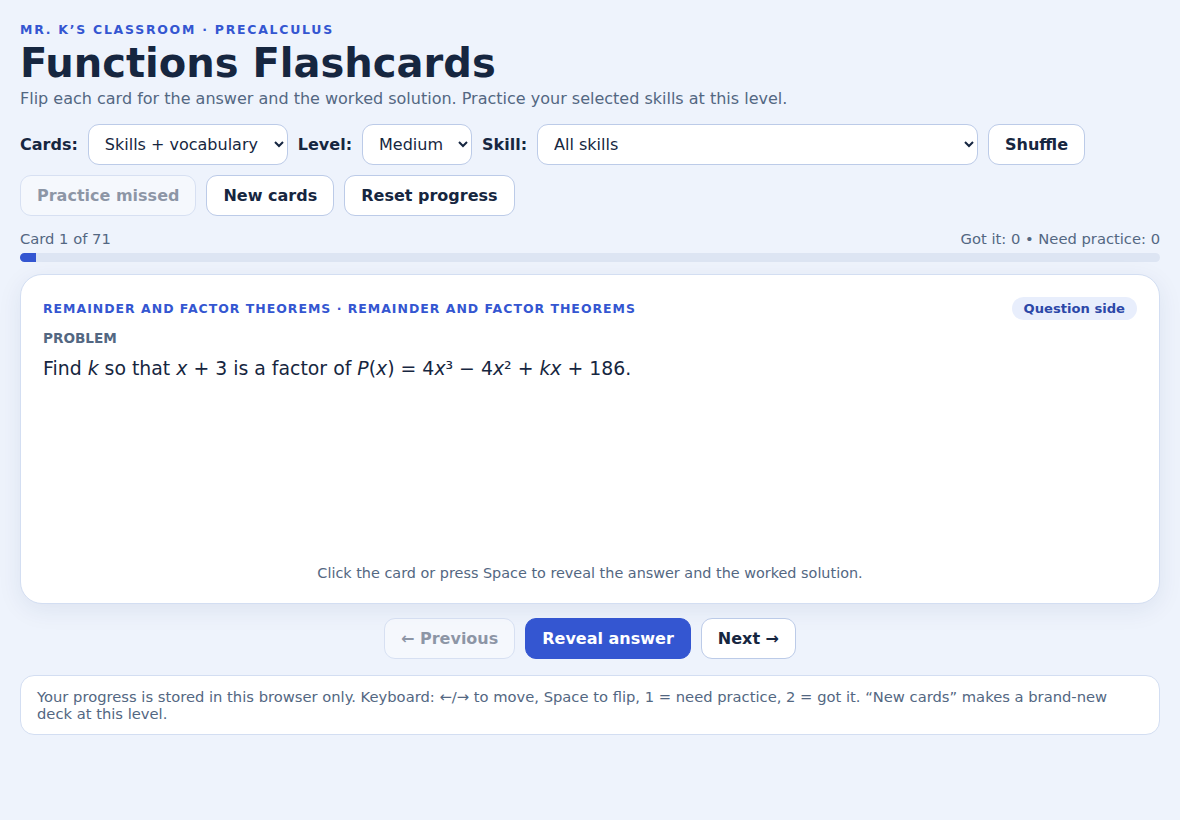 MR. K’S CLASSROOM · PRECALCULUS
Functions Flashcards
Flip each card for the answer and the worked solution. Practice your selected skills at this level.
Cards: Skills + vocabulary Level: Medium Skill: All skills Shuffle
Practice missed New cards Reset progress
Card 1 of 71 Got it: 0 • Need practice: 0
REMAINDER AND FACTOR THEOREMS · REMAINDER AND FACTOR THEOREMS Question side
PROBLEM
Find k so that x + 3 is a factor of P(x) = 4x³ − 4x² + kx + 186.
Click the card or press Space to reveal the answer and the worked solution.
← Previous Reveal answer Next →
Your progress is stored in this browser only. Keyboard: ←/→ to move, Space to flip, 1 = need practice, 2 = got it. “New cards” makes a brand-new
deck at this level.